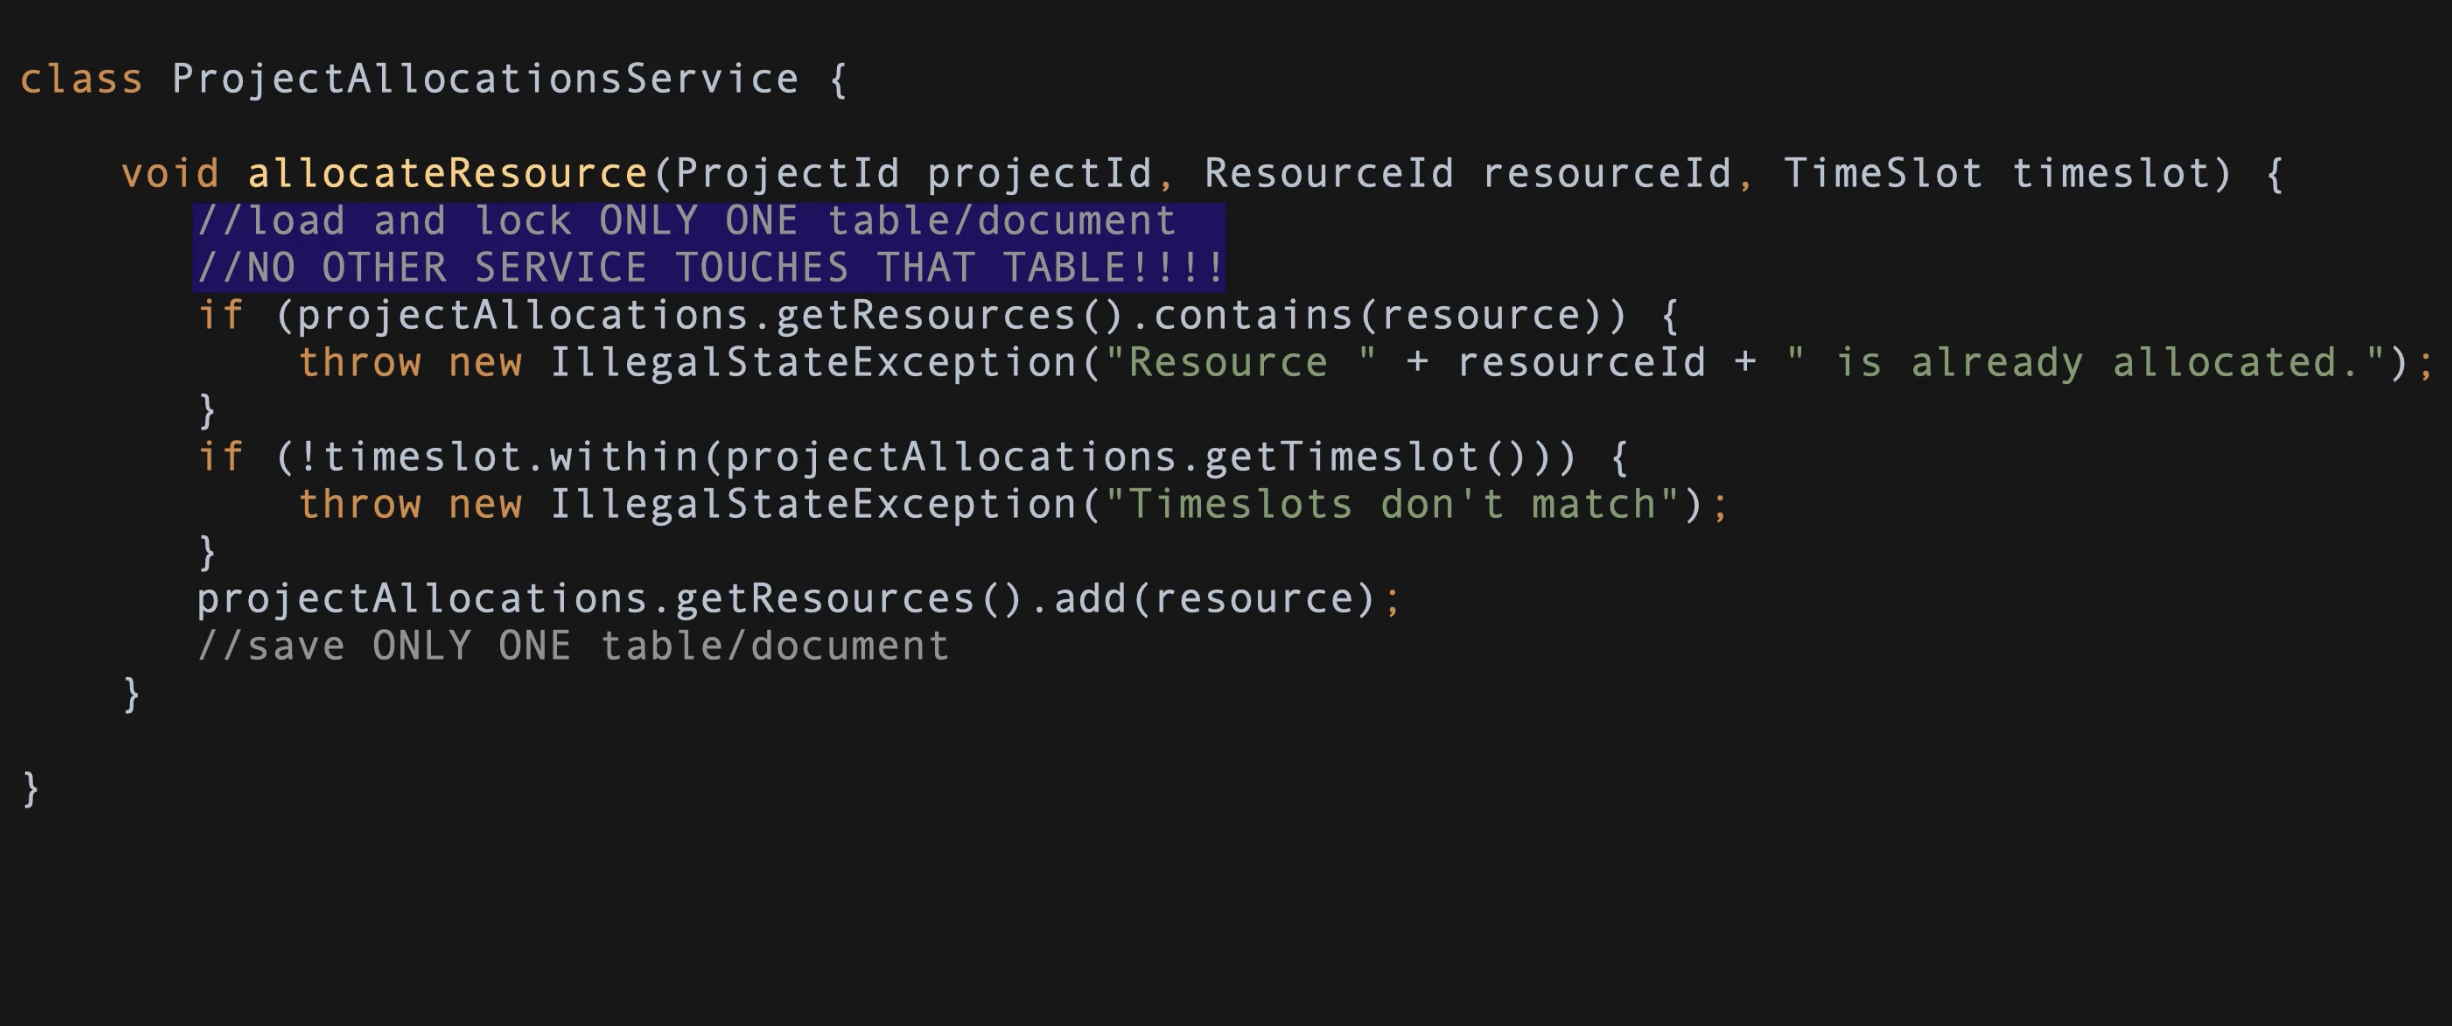 class ProjectAllocationsService {
void allocateResource(ProjectId projectId, ResourceId resourceId, TimeSlot timeslot) {
//load and lock ONLY ONE table/document
//NO OTHER SERVICE TOUCHES THAT TABLE!!!!
if (projectAllocations.getResources().contains(resource)) {
throw new IllegalStateException("Resource " + resourceId + " is already allocated.");
}
if (!timeslot.within(projectAllocations.getTimeslot())) {
throw new IllegalStateException("Timeslots don't match");
}
projectAllocations.getResources().add(resource);
//save ONLY ONE table/document
}
}